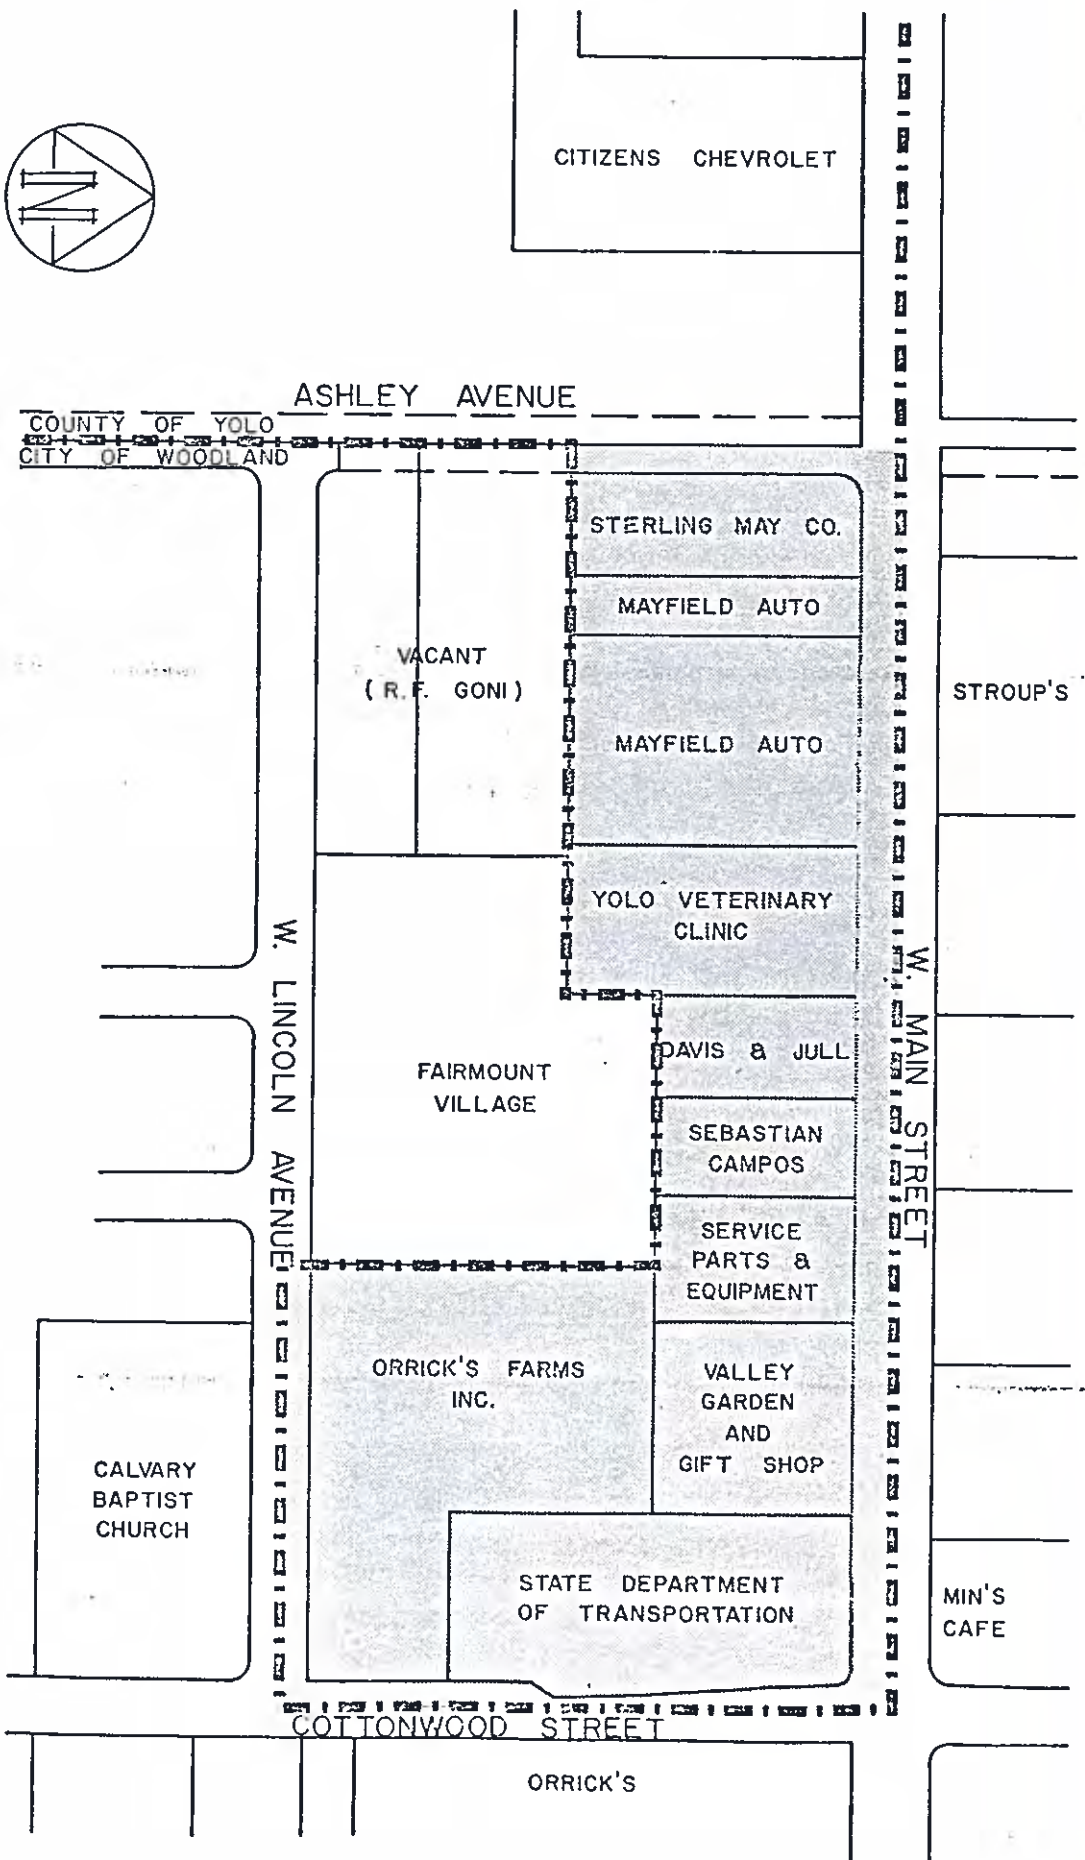 CITIZENS CHEVROLET
N
ASHLEY AVENUE
COUNTY OF YOLO
CITY OF WOODLAND
STERLING MAY CO.
MAYFIELD AUTO
VACANT
(R.F. GONI)
STROUP'S
MAYFIELD AUTO
YOLO VETERINARY
CLINIC
W. LINCOLN AVENUE
W. MAIN STREET
DAVIS & JULL
FAIRMOUNT
VILLAGE
SEBASTIAN
CAMPOS
SERVICE
PARTS &
EQUIPMENT
ORRICK'S FARMS
INC.
VALLEY
GARDEN
AND
GIFT SHOP
CALVARY
BAPTIST
CHURCH
STATE DEPARTMENT
OF TRANSPORTATION
MIN'S
CAFE
COTTONWOOD STREET
ORRICK'S